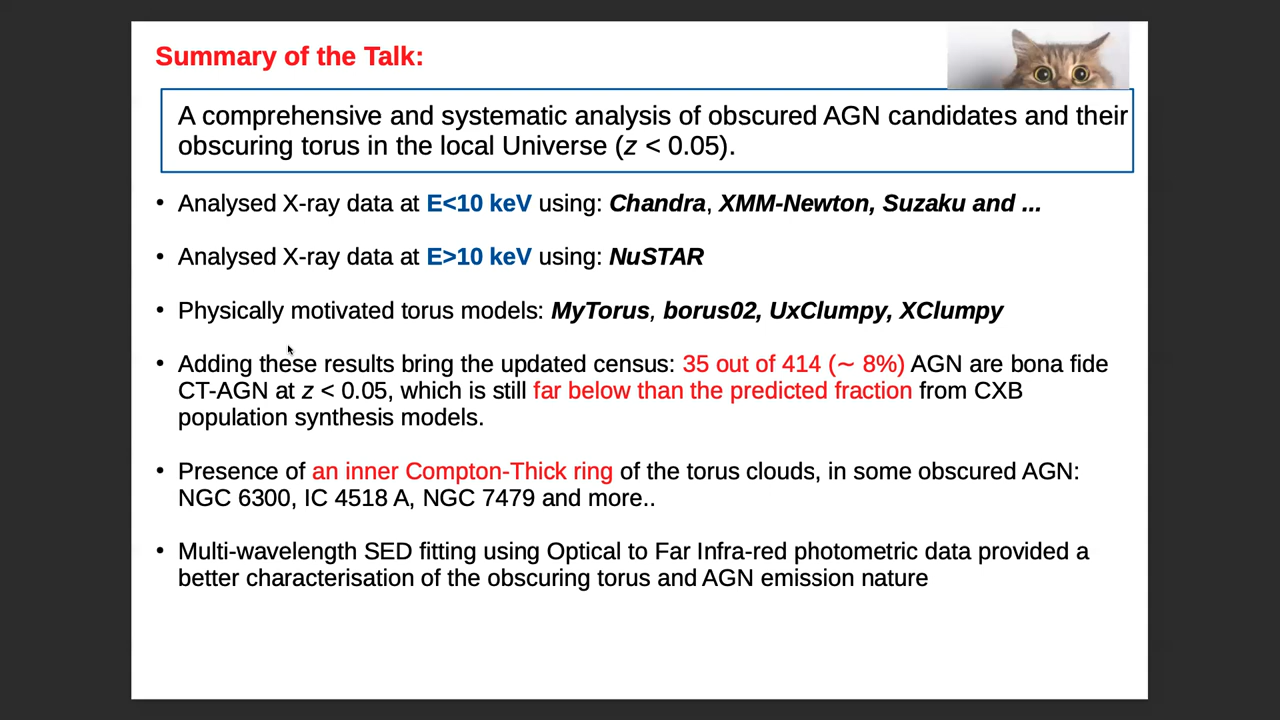 Summary of the Talk:
A comprehensive and systematic analysis of obscured AGN candidates and their
obscuring torus in the local Universe (z < 0.05).
• Analysed X-ray data at E<10 keV using: Chandra, XMM-Newton, Suzaku and ...
• Analysed X-ray data at E>10 keV using: NuSTAR
• Physically motivated torus models: MyTorus, borus02, UxClumpy, XClumpy
• Adding these results bring the updated census: 35 out of 414 (∼ 8%) AGN are bona fide
CT-AGN at z < 0.05, which is still far below than the predicted fraction from CXB
population synthesis models.
• Presence of an inner Compton-Thick ring of the torus clouds, in some obscured AGN:
NGC 6300, IC 4518 A, NGC 7479 and more..
• Multi-wavelength SED fitting using Optical to Far Infra-red photometric data provided a
better characterisation of the obscuring torus and AGN emission nature